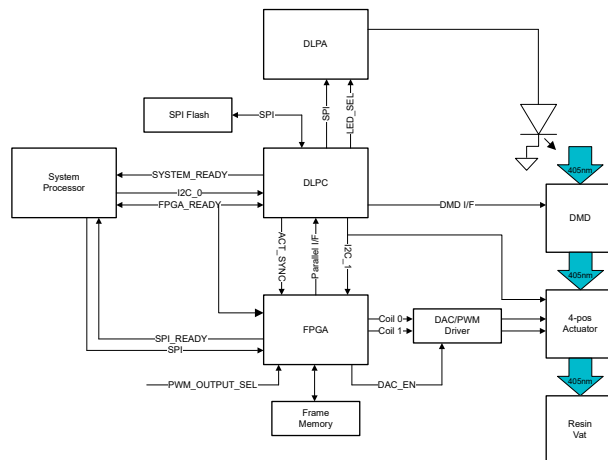 DLPA
SPI Flash
SPI
SPI
LED_SEL
405nm
System
Processor
SYSTEM_READY
I2C_0
FPGA_READY
DLPC
DMD I/F
DMD
ACT_SYNC
Parallel I/F
I2C_1
405nm
FPGA
Coil 0
Coil 1
DAC/PWM
Driver
4-pos
Actuator
SPI_READY
SPI
PWM_OUTPUT_SEL
DAC_EN
405nm
Frame
Memory
Resin
Vat